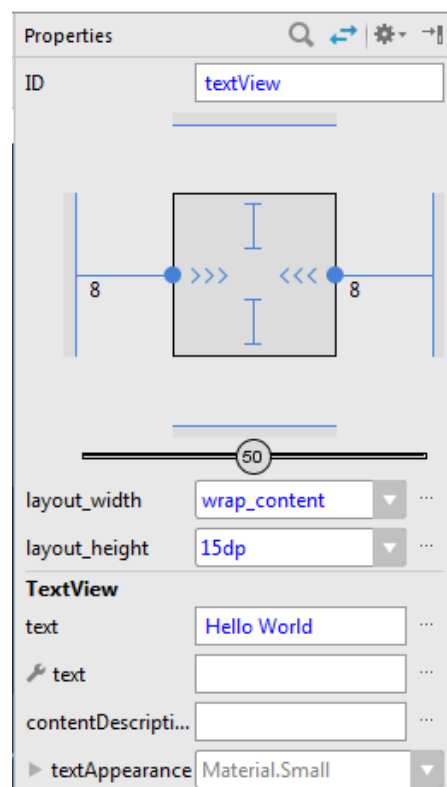 Properties
ID textView
8 >>> <<< 8
50
layout_width wrap_content ...
layout_height 15dp ...
TextView
text Hello World ...
text ...
contentDescripti... ...
textAppearance Material.Small